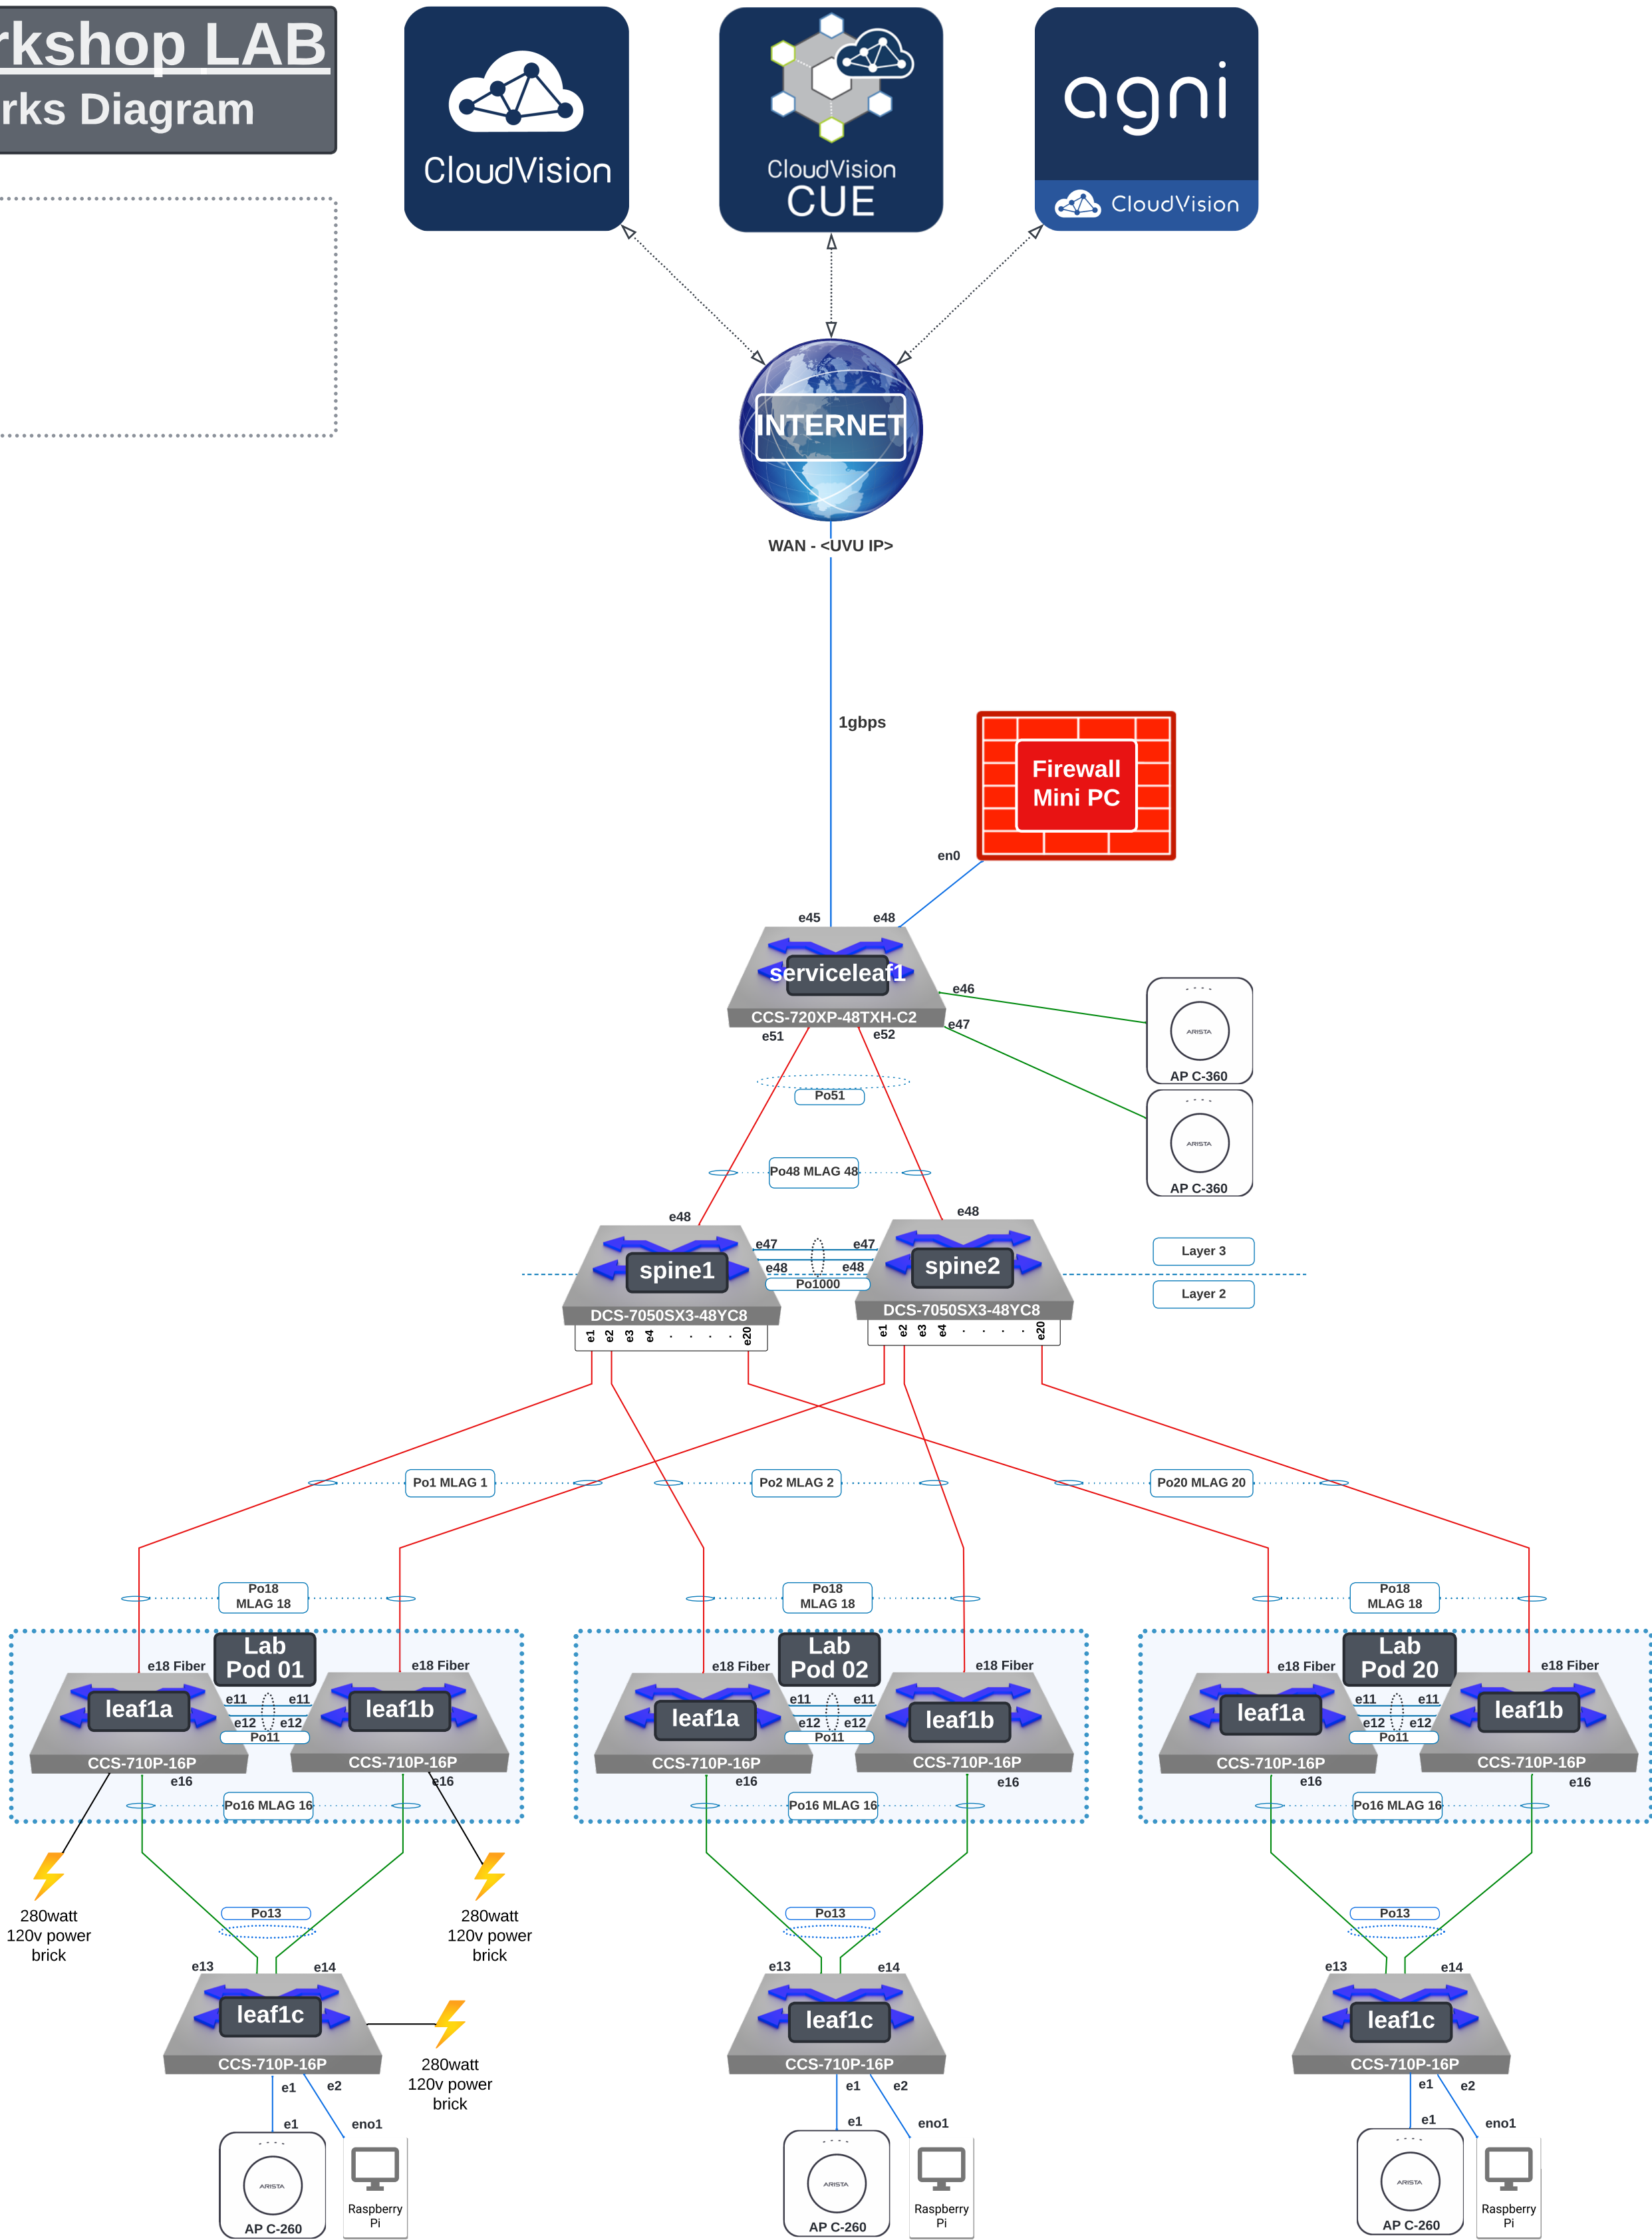 rkshop LAB
rks Diagram
CloudVision
CloudVision
CUE
agni
CloudVision
INTERNET
WAN - <UVU IP>
1gbps
Firewall
Mini PC
en0
e45
e48
serviceleaf1
CCS-720XP-48TXH-C2
e46
e47
e51
e52
ARISTA
AP C-360
ARISTA
AP C-360
Po51
Po48 MLAG 48
e48
e48
spine1
DCS-7050SX3-48YC8
e47
e47
e48
e48
Po1000
spine2
DCS-7050SX3-48YC8
Layer 3
Layer 2
e1
e2
e3
e4
. . . .
e20
e1
e2
e3
e4
. . . .
e20
Po1 MLAG 1
Po2 MLAG 2
Po20 MLAG 20
Po18
MLAG 18
Po18
MLAG 18
Po18
MLAG 18
Lab
Pod 01
e18 Fiber
e18 Fiber
leaf1a
CCS-710P-16P
e11
e11
e12
e12
Po11
leaf1b
CCS-710P-16P
e16
e16
Po16 MLAG 16
Lab
Pod 02
e18 Fiber
e18 Fiber
leaf1a
CCS-710P-16P
e11
e11
e12
e12
Po11
leaf1b
CCS-710P-16P
e16
e16
Po16 MLAG 16
Lab
Pod 20
e18 Fiber
e18 Fiber
leaf1a
CCS-710P-16P
e11
e11
e12
e12
Po11
leaf1b
CCS-710P-16P
e16
e16
Po16 MLAG 16
280watt
120v power
brick
280watt
120v power
brick
Po13
e13
e14
leaf1c
CCS-710P-16P
280watt
120v power
brick
e1
e2
e1
eno1
ARISTA
AP C-260
Raspberry
Pi
Po13
e13
e14
leaf1c
CCS-710P-16P
e1
e2
e1
eno1
ARISTA
AP C-260
Raspberry
Pi
Po13
e13
e14
leaf1c
CCS-710P-16P
e1
e2
e1
eno1
ARISTA
AP C-260
Raspberry
Pi